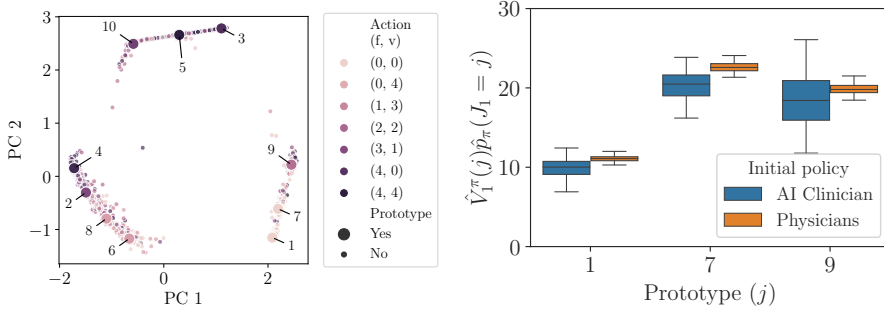 3
2
1
0
−1
−2
0
2
PC 2
PC 1
10
5
3
4
2
8
6
9
7
1
Action
(f, v)
(0, 0)
(0, 4)
(1, 3)
(2, 2)
(3, 1)
(4, 0)
(4, 4)
Prototype
Yes
No
30
20
10
0
V̂₁^π(j)p̂_π(J₁ = j)
1
7
9
Prototype (j)
Initial policy
AI Clinician
Physicians